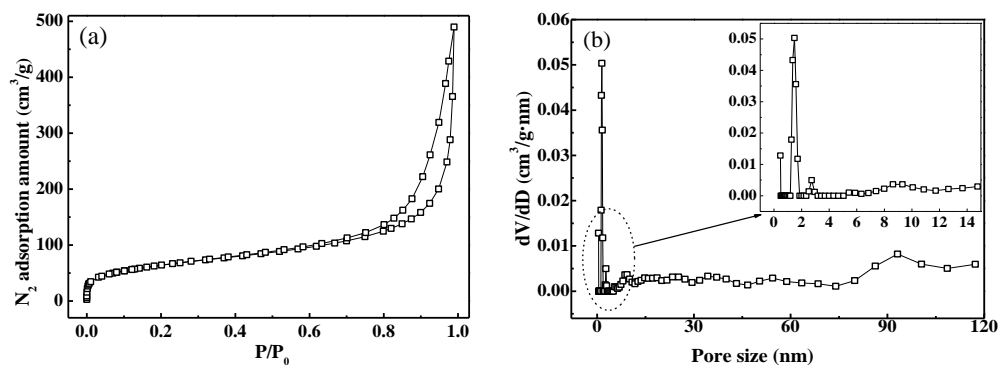 (a)
500
400
300
200
100
0
N₂ adsorption amount (cm³/g)
0.0 0.2 0.4 0.6 0.8 1.0
P/P₀
(b)
0.06
0.05
0.04
0.03
0.02
0.01
0.00
dV/dD (cm³/g·nm)
0 30 60 90 120
Pore size (nm)
0.05
0.04
0.03
0.02
0.01
0.00
0 2 4 6 8 10 12 14